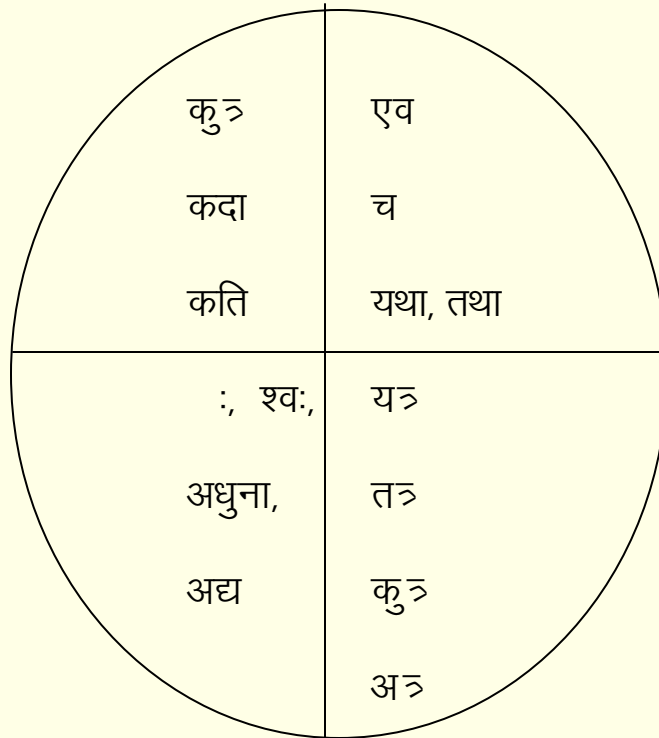 कुत्र
कदा
कति
एव
च
यथा, तथा
:, श्वः,
अधुना,
अद्य
यत्र
तत्र
कुत्र
अत्र